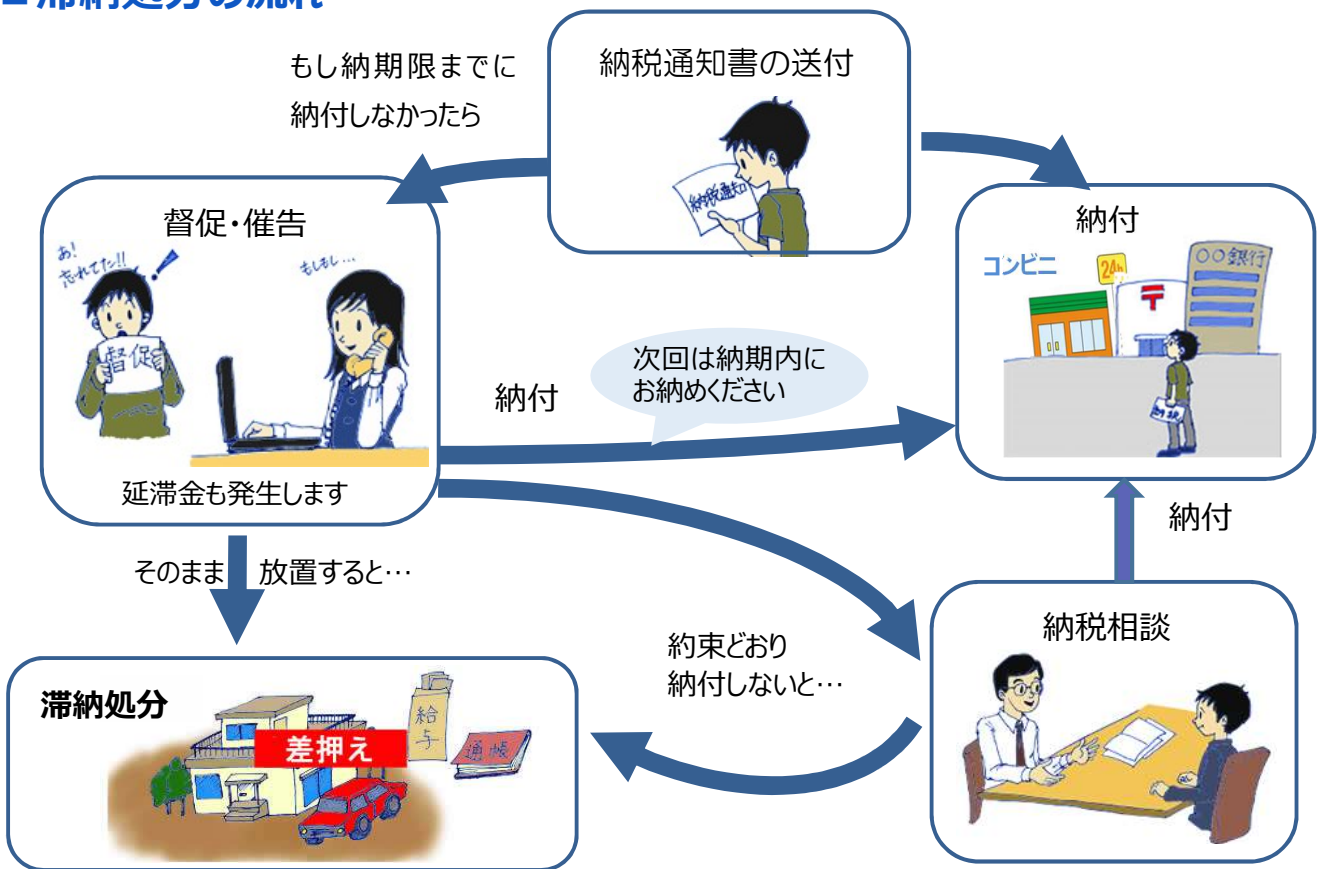 滞納処分の流れ
納税通知書の送付
納税通知
もし納期限までに
納付しなかったら
督促・催告
あ!
忘れてた!!
督促
もしもし…
延滞金も発生します
納付
コンビニ
24h
〒
○○銀行
納付
次回は納期内に
お納めください
納付
そのまま 放置すると…
約束どおり
納付しないと…
納税相談
滞納処分
差押え
給与
通帳